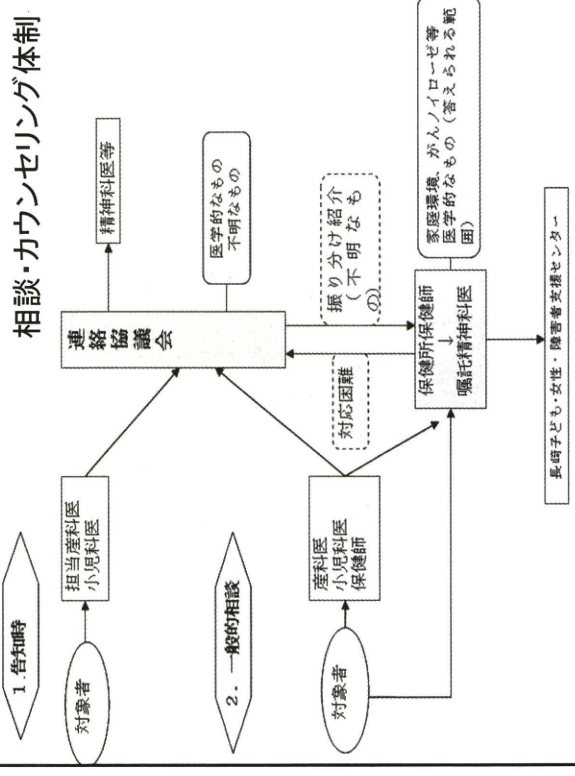 相談・カウンセリング体制
1.告知時
対象者
担当産科医
小児科医
連絡
協議
会
精神科医等
医学的なもの
不明なもの
2. 一般的相談
対象者
産科医
小児科医
保健師
対応困難
振り分け紹介
(不明なも
の)
保健所保健師
↓
嘱託精神科医
家庭環境、がんノイローゼ等
医学的なもの(答えられる範
囲)
長崎子ども・女性・障害者支援センター